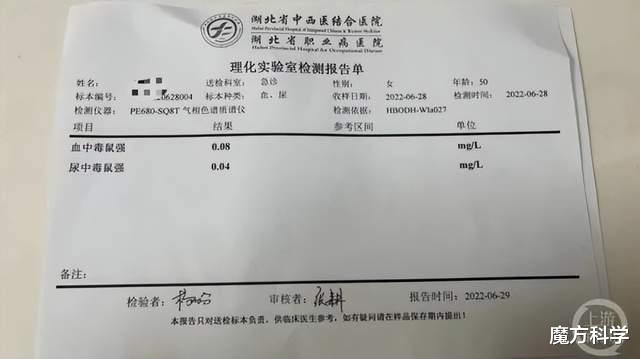 湖北省中西医结合医院
Hubei Provincial Hospital of Integrated Chinese & Western Medicine
湖北省职业病医院
Hubei Provincial Hospital for Occupational Disease
理化实验室检测报告单
姓名: 送检科室: 急诊 性别: 女 年龄: 50
标本编号: 0628004 标本种类: 血、尿 收样日期: 2022-06-28 检测时间: 2022-06-28
检测仪器: PE680-SQ8T 气相色谱质谱仪 检测依据: HBODH-WIa027
项目 结果 参考区间 单位
血中毒鼠强 0.08 mg/L
尿中毒鼠强 0.04 mg/L
备注:
检验者: 审核者: 报告时间: 2022-06-29
本报告只对送检标本负责, 供临床医生参考, 如有疑问请在样品保存期内提出!
上游
魔方科学